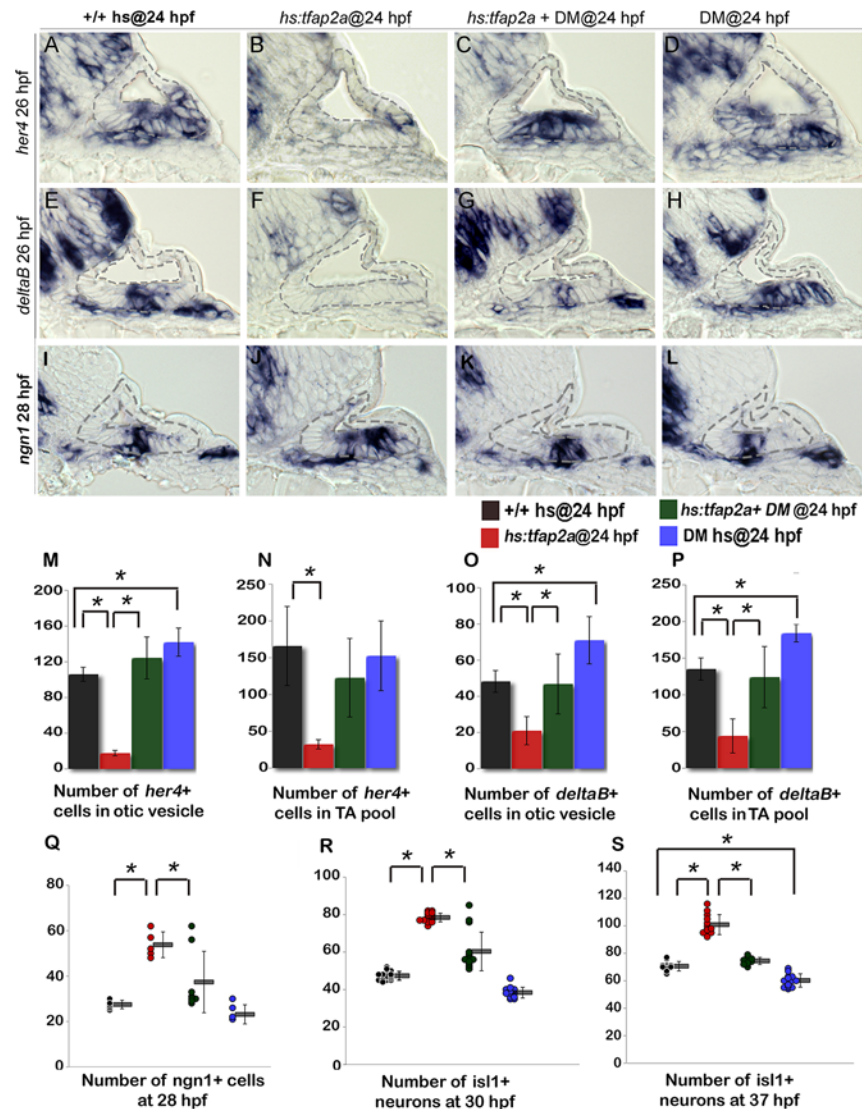 +/+ hs@24 hpf
hs:tfap2a@24 hpf
hs:tfap2a + DM@24 hpf
DM@24 hpf
her4 26 hpf
A
B
C
D
deltaB 26 hpf
E
F
G
H
ngn1 28 hpf
I
J
K
L
+/+ hs@24 hpf
hs:tfap2a+ DM @24 hpf
hs:tfap2a@24 hpf
DM hs@24 hpf
M
200
160
120
80
40
0
*
* *
Number of her4+
cells in otic vesicle
N
250
200
150
100
50
0
*
Number of her4+
cells in TA pool
O
100
80
60
40
20
0
*
* *
Number of deltaB+
cells in otic vesicle
P
250
200
150
100
50
0
*
* *
Number of deltaB+
cells in TA pool
Q
80
60
40
20
0
* *
Number of ngn1+ cells
at 28 hpf
R
100
80
60
40
20
0
* *
Number of isl1+
neurons at 30 hpf
S
140
120
100
80
60
40
20
0
*
* *
Number of isl1+
neurons at 37 hpf